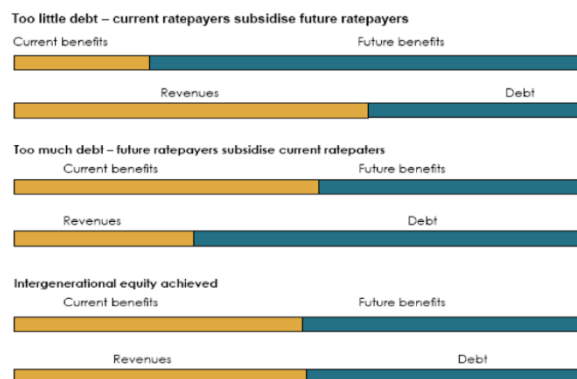 Too little debt – current ratepayers subsidise future ratepayers
Current benefits Future benefits
Revenues Debt
Too much debt – future ratepayers subsidise current ratepaters
Current benefits Future benefits
Revenues Debt
Intergenerational equity achieved
Current benefits Future benefits
Revenues Debt